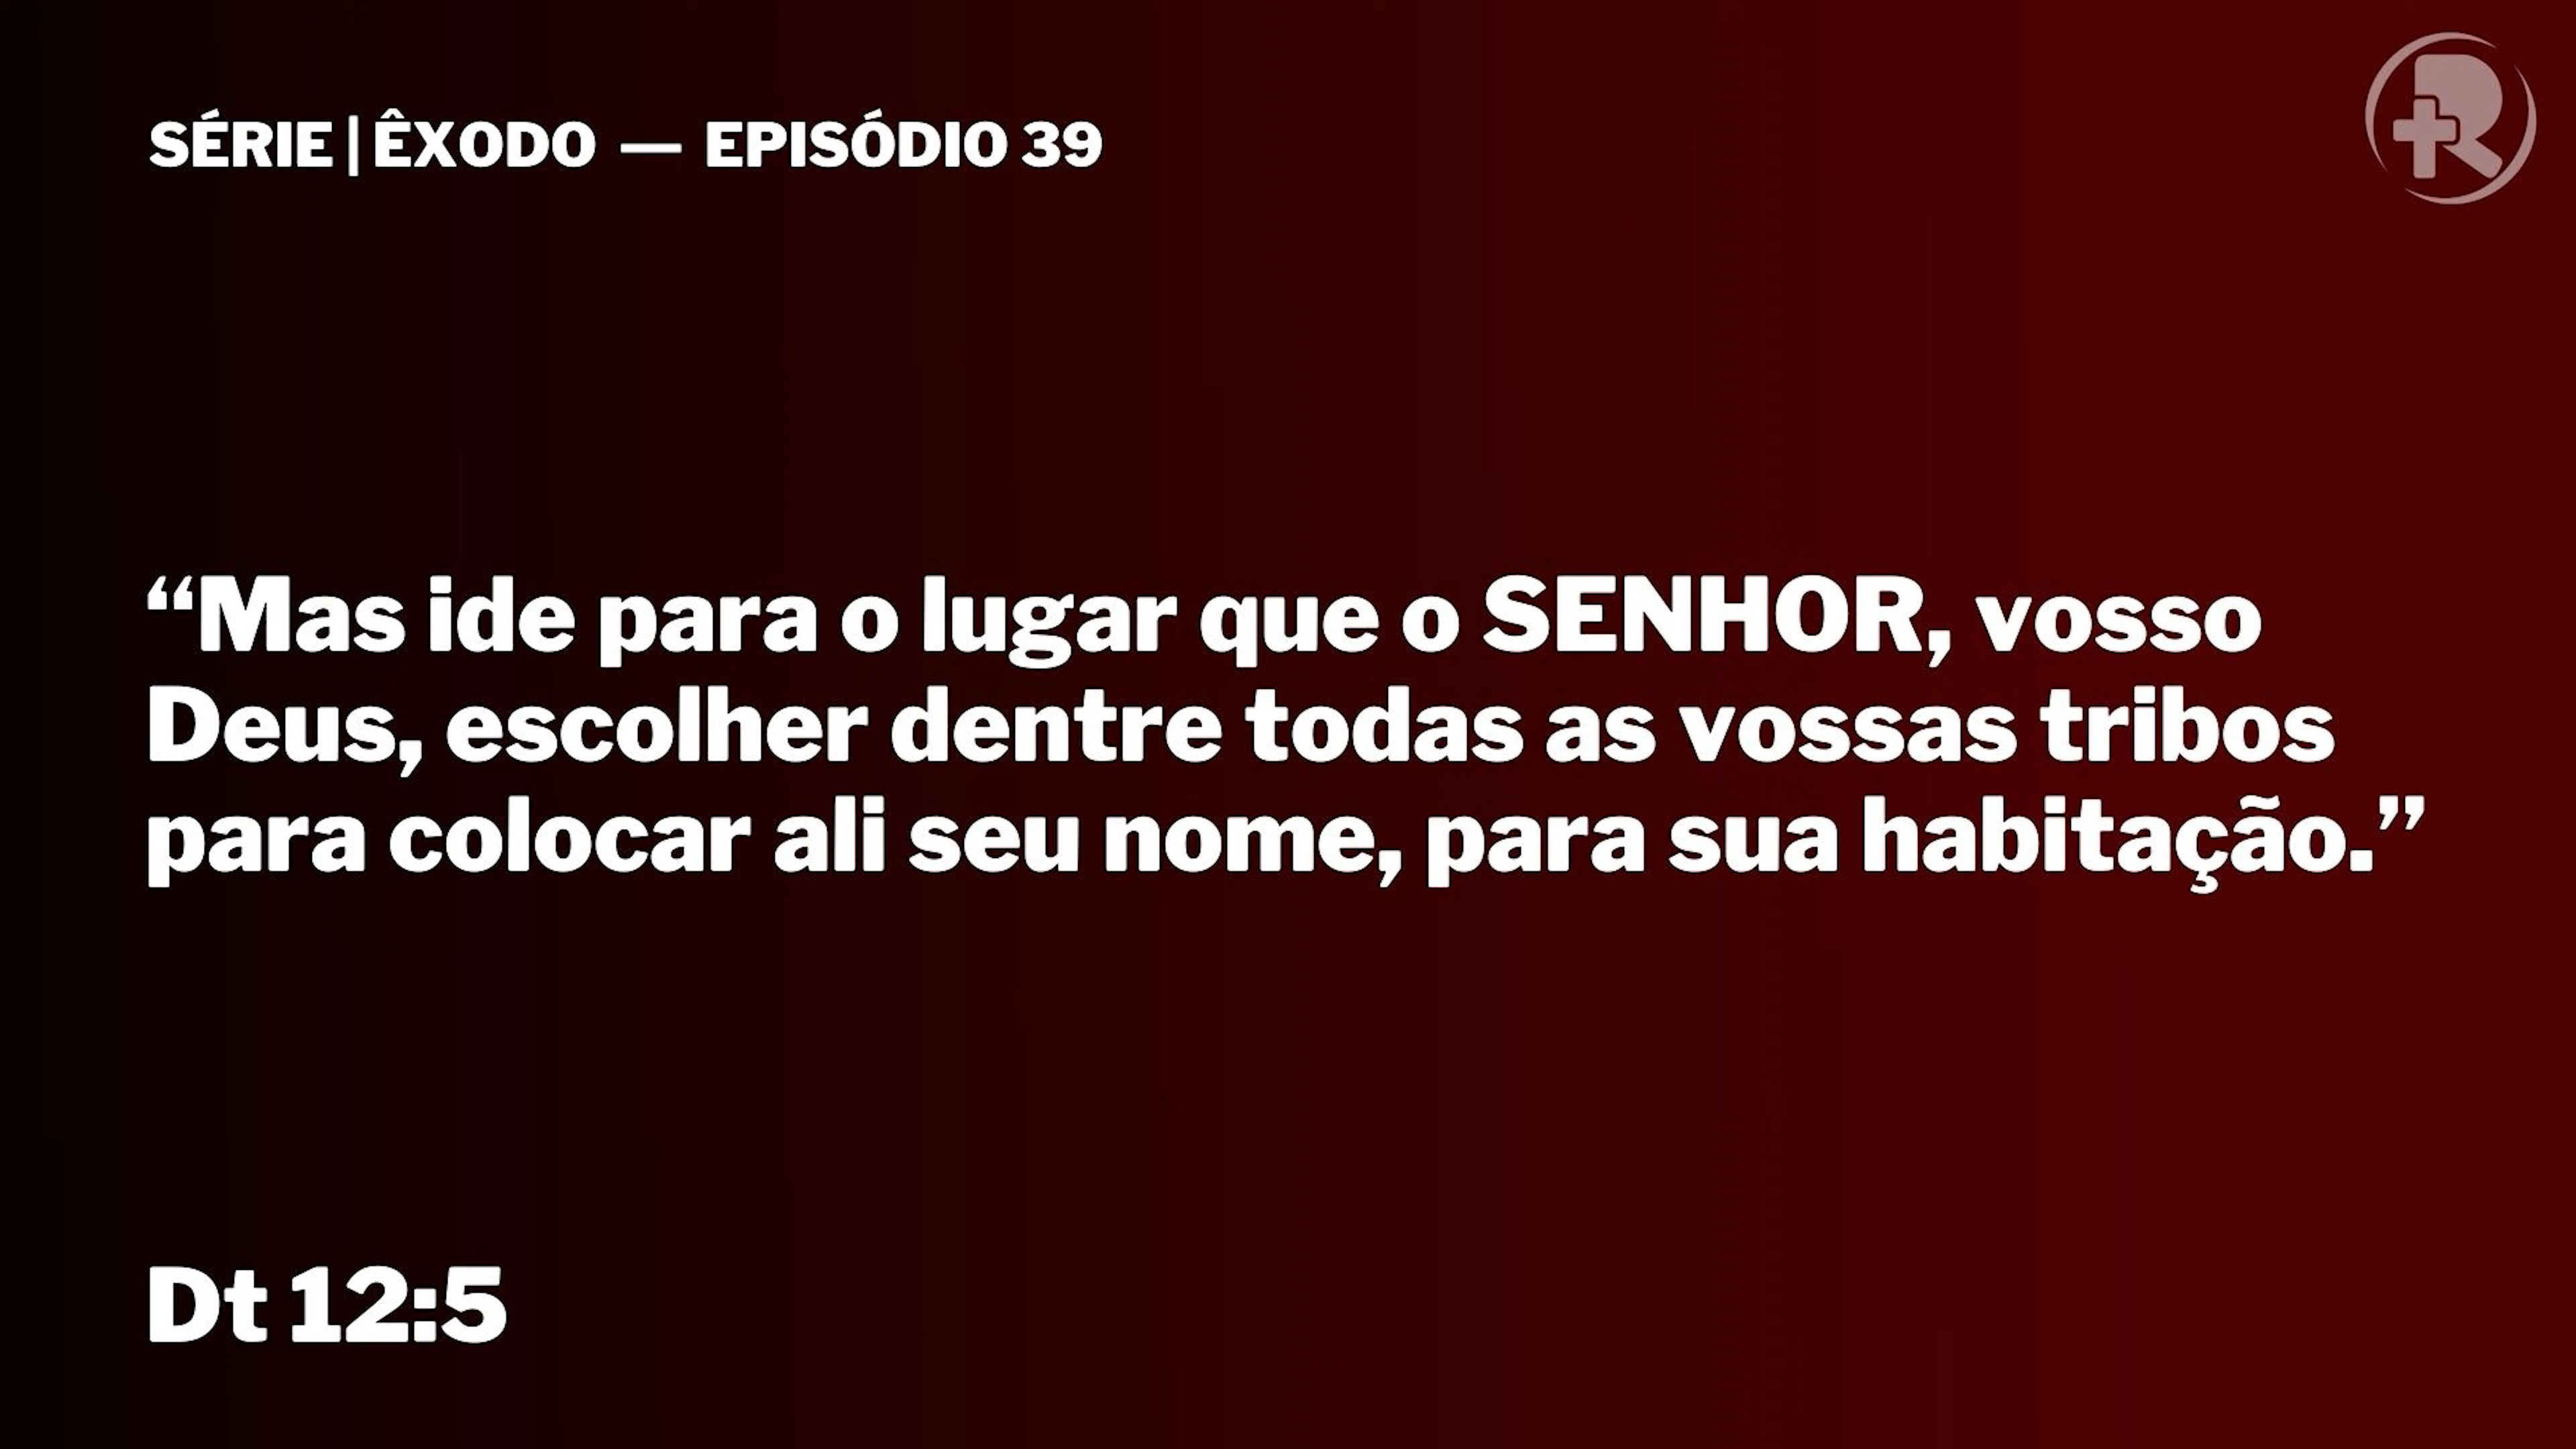 SÉRIE | ÊXODO — EPISÓDIO 39
“Mas ide para o lugar que o SENHOR, vosso
Deus, escolher dentre todas as vossas tribos
para colocar ali seu nome, para sua habitação.”
Dt 12:5